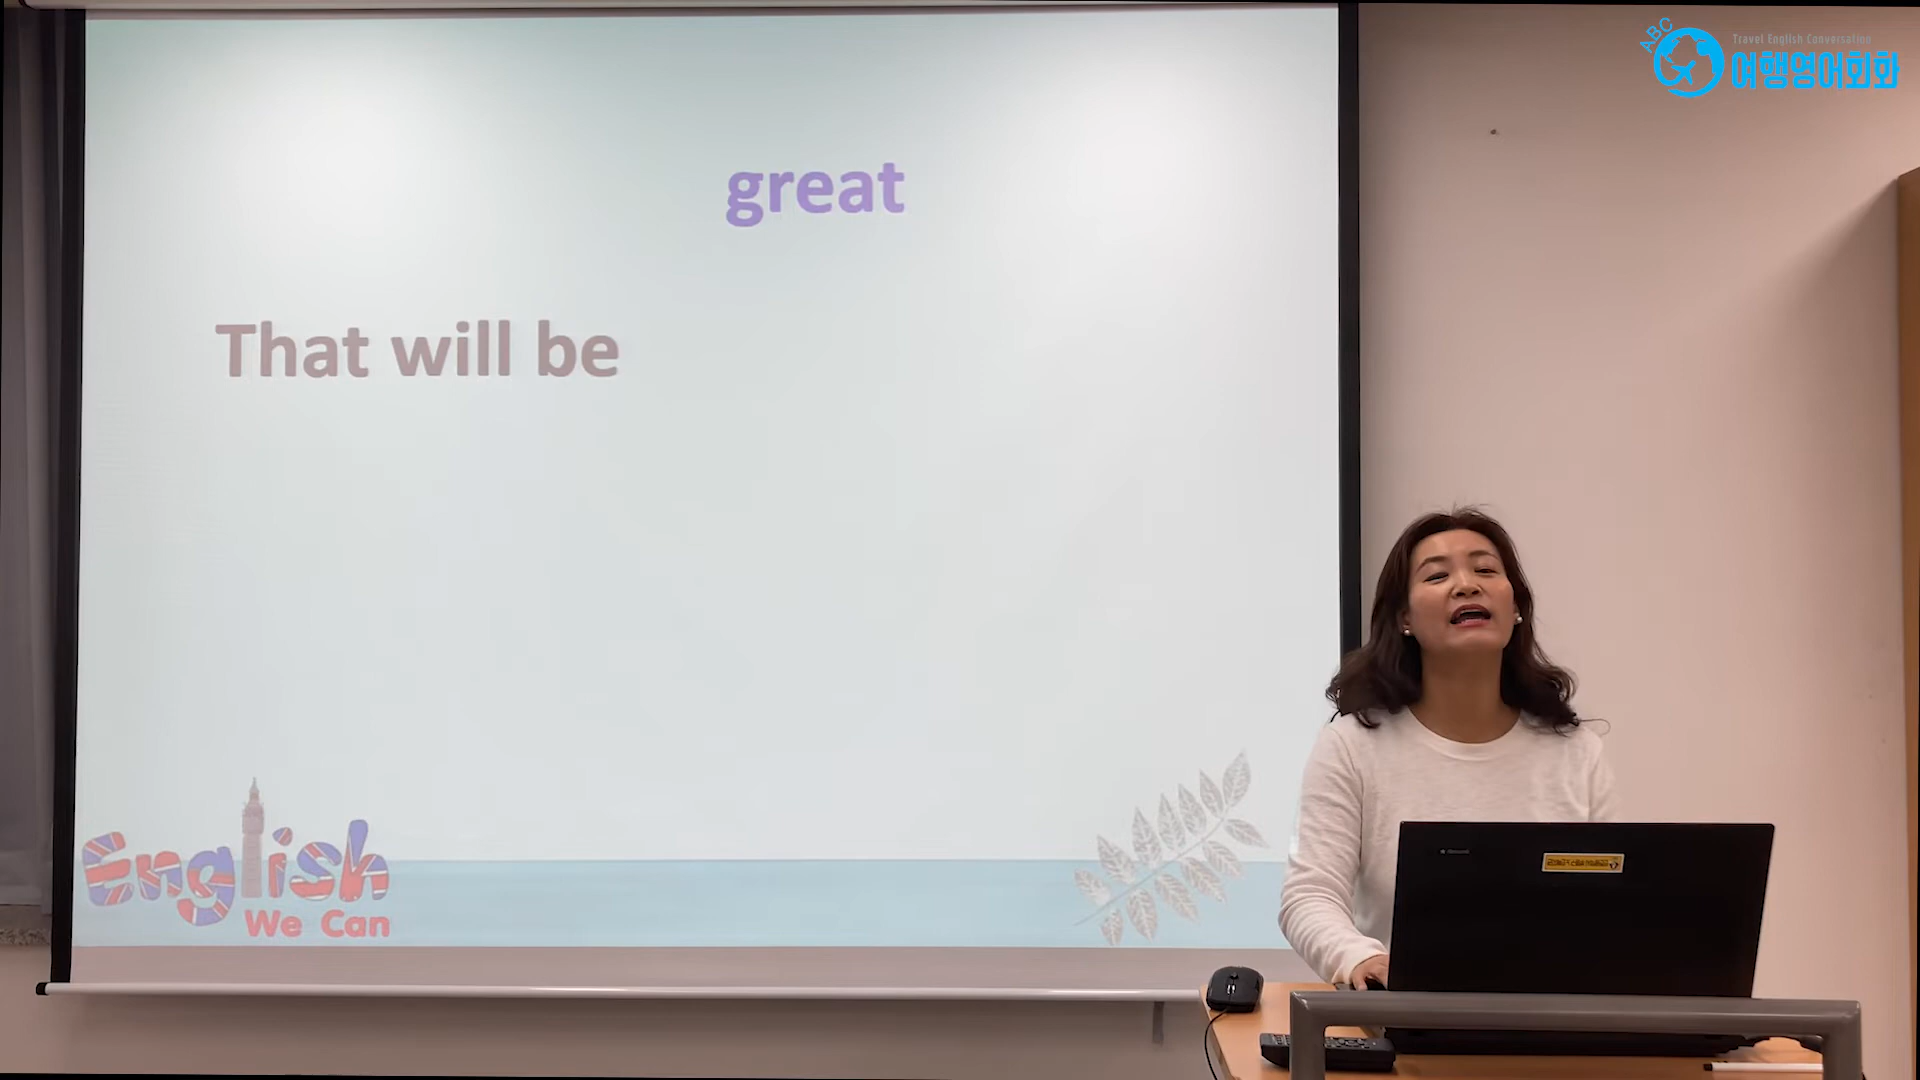 ABC
Travel English Conversation
여행영어회화
great
That will be
English
We Can